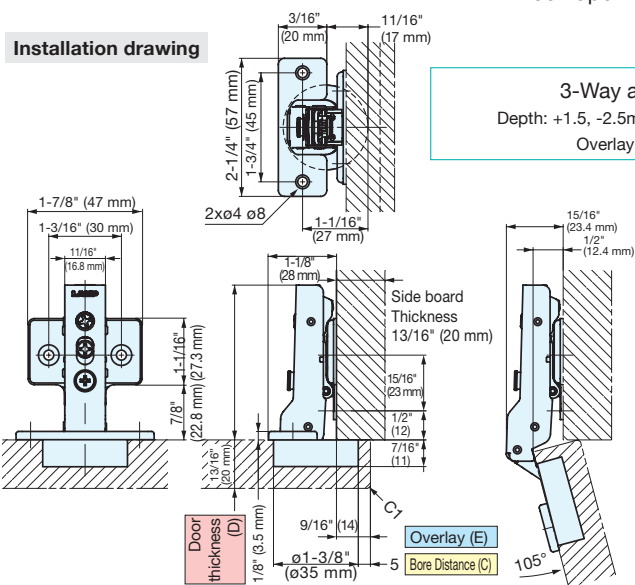 Installation drawing
3/16"
(20 mm)
11/16"
(17 mm)
2-1/4" (57 mm)
1-3/4" (45 mm)
2xø4 ø8
1-1/16"
(27 mm)
3-Way a
Depth: +1.5, -2.5m
Overlay
1-7/8" (47 mm)
1-3/16" (30 mm)
11/16"
(16.8 mm)
LAMP
1-1/16"
(27.3 mm)
7/8"
(22.8 mm)
1-1/8"
(28 mm)
Side board
Thickness
13/16" (20 mm)
15/16"
(23 mm)
1/2"
(12)
7/16"
(11)
13/16"
(20 mm)
Door
thickness
(D)
1/8" (3.5 mm)
9/16" (14)
C1
ø1-3/8"
(ø35 mm)
5
Overlay (E)
Bore Distance (C)
15/16"
(23.4 mm)
1/2"
(12.4 mm)
105°